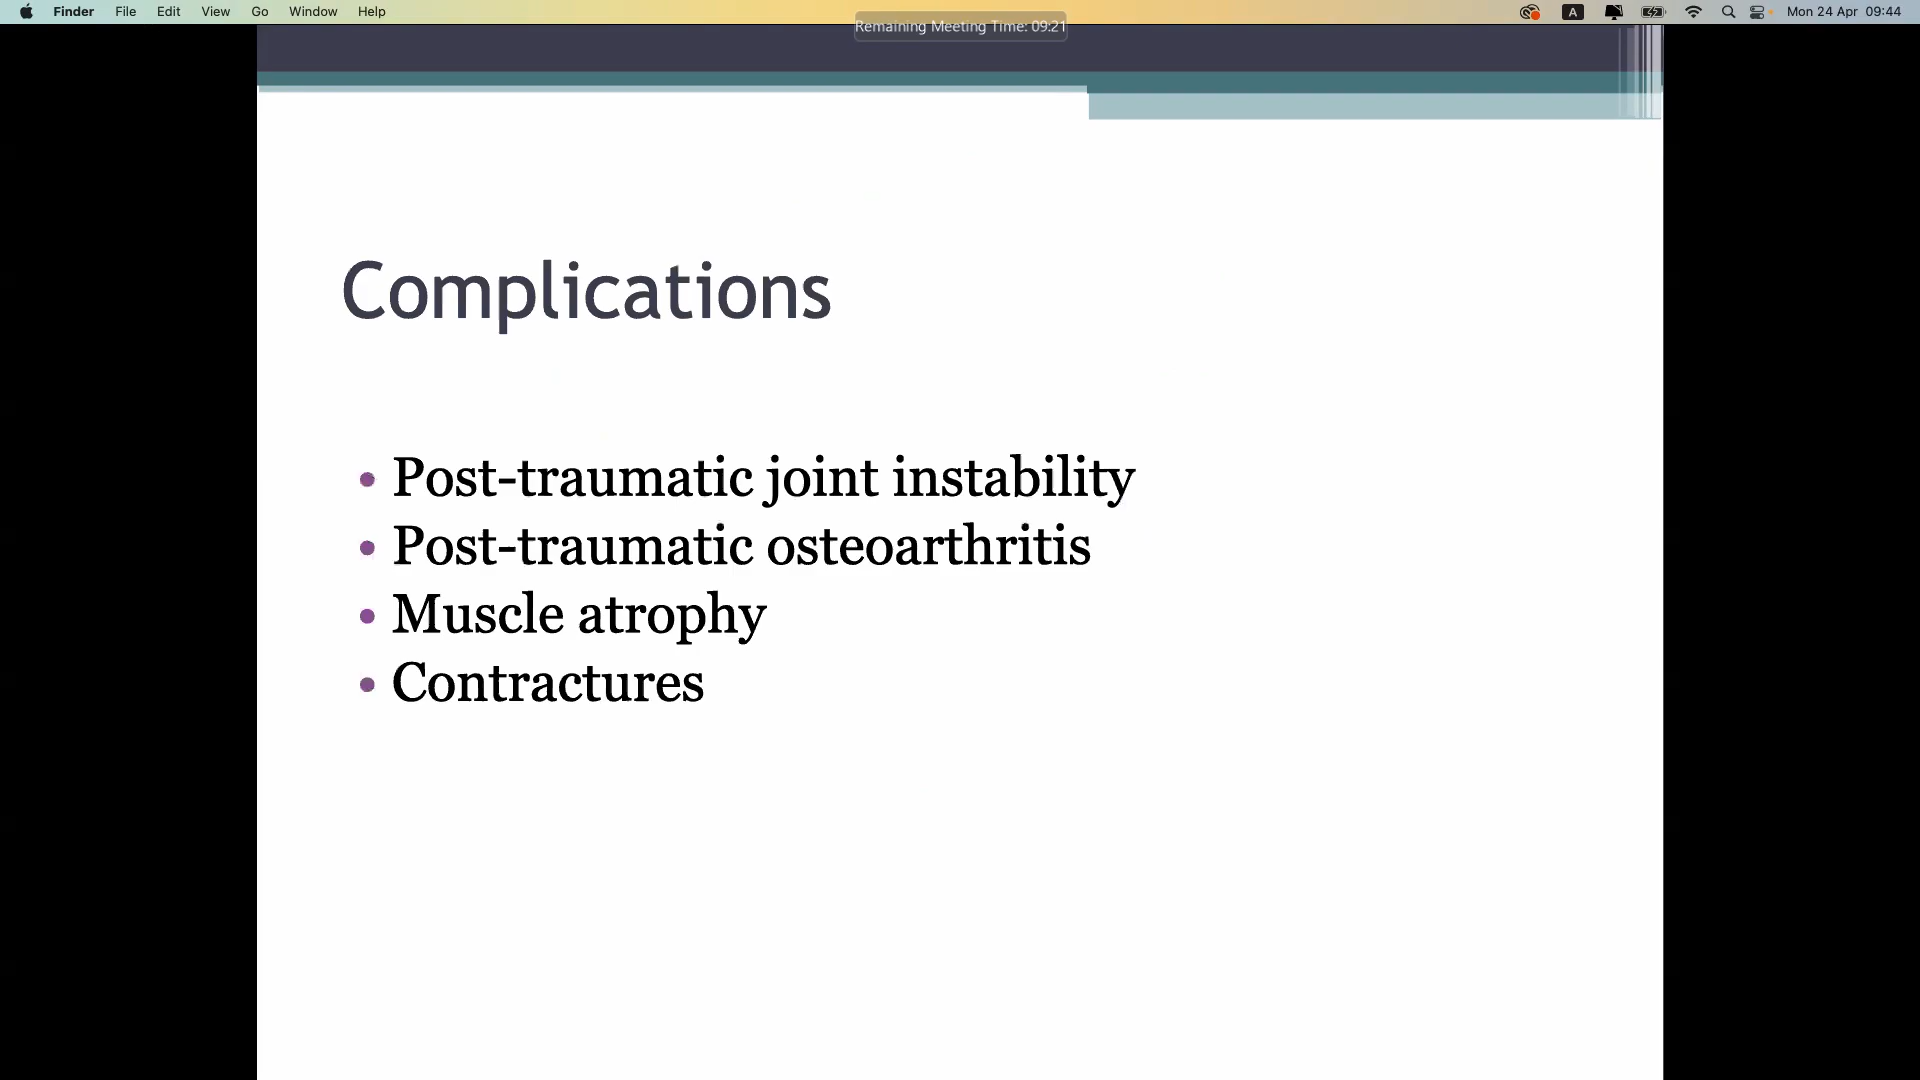 Finder File Edit View Go Window Help A Mon 24 Apr 09:44
Remaining Meeting Time: 09:21
Complications
• Post-traumatic joint instability
• Post-traumatic osteoarthritis
• Muscle atrophy
• Contractures